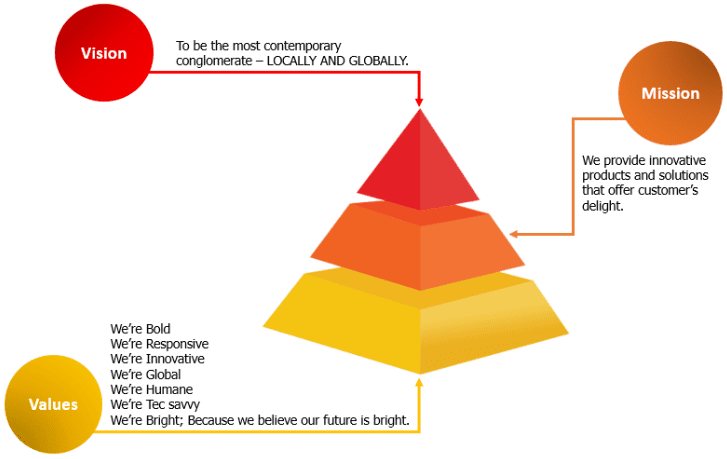 Vision
To be the most contemporary
conglomerate – LOCALLY AND GLOBALLY.
Mission
We provide innovative
products and solutions
that offer customer's
delight.
Values
We're Bold
We're Responsive
We're Innovative
We're Global
We're Humane
We're Tec savvy
We're Bright; Because we believe our future is bright.